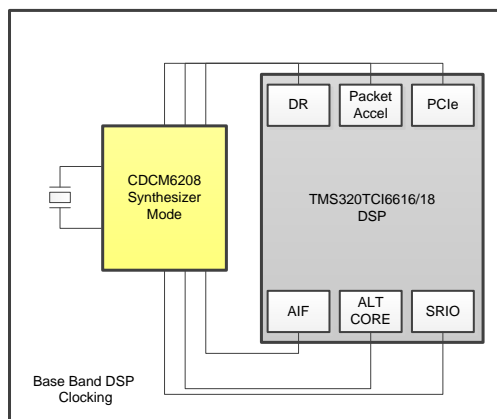 DR
Packet
Accel
PCIe
CDCM6208
Synthesizer
Mode
TMS320TCI6616/18
DSP
AIF
ALT
CORE
SRIO
Base Band DSP
Clocking